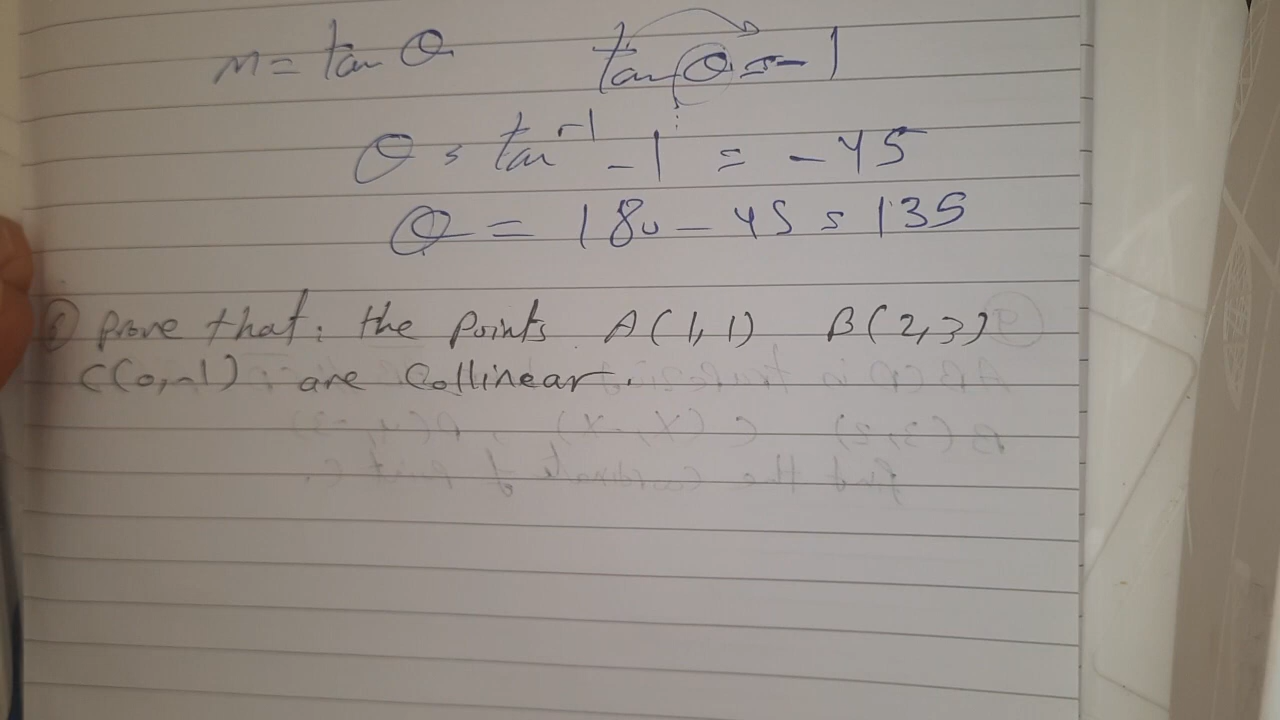 m = tan θ tan θ = -1
θ = tan⁻¹ -1 = -45
θ = 180 - 45 = 135
⑥ prove that: the points A(1,1) B(2,3)
C(0,-1) are Collinear.